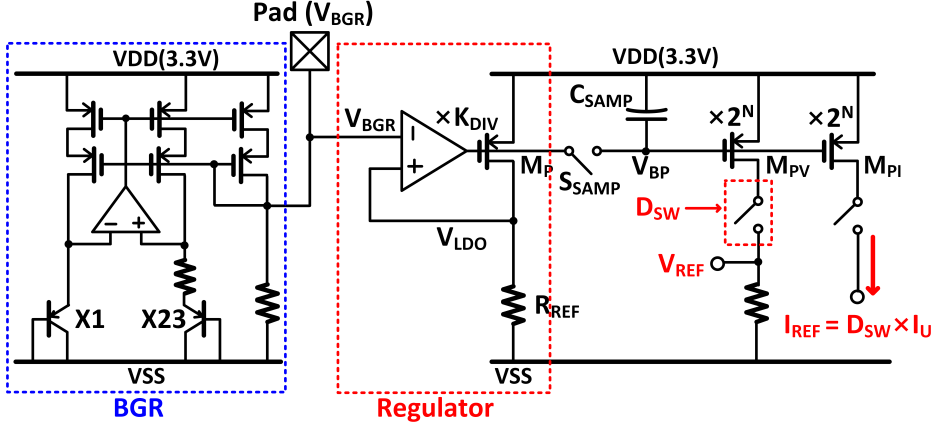 Pad (VBGR)
VDD(3.3V)
VDD(3.3V)
CSAMP
VBGR
×KDIV
×2N
×2N
MP
SSAMP
VBP
MPV
MPI
DSW
VLDO
VREF
X1
X23
RREF
IREF = DSW×IU
VSS
VSS
BGR
Regulator
−
+
−
+